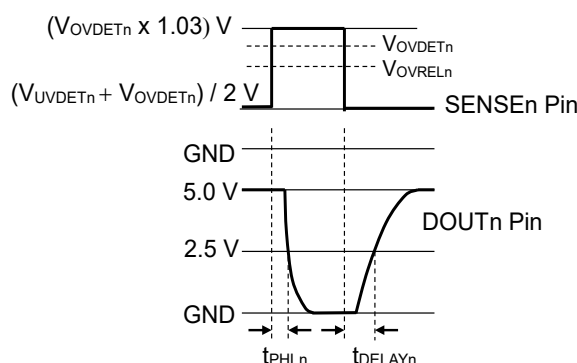 (VOVDETn x 1.03) V
VOVDETn
VOVRELn
(VUVDETn + VOVDETn) / 2 V
SENSEn Pin
GND
5.0 V
DOUTn Pin
2.5 V
GND
tPHLn
tDELAYn